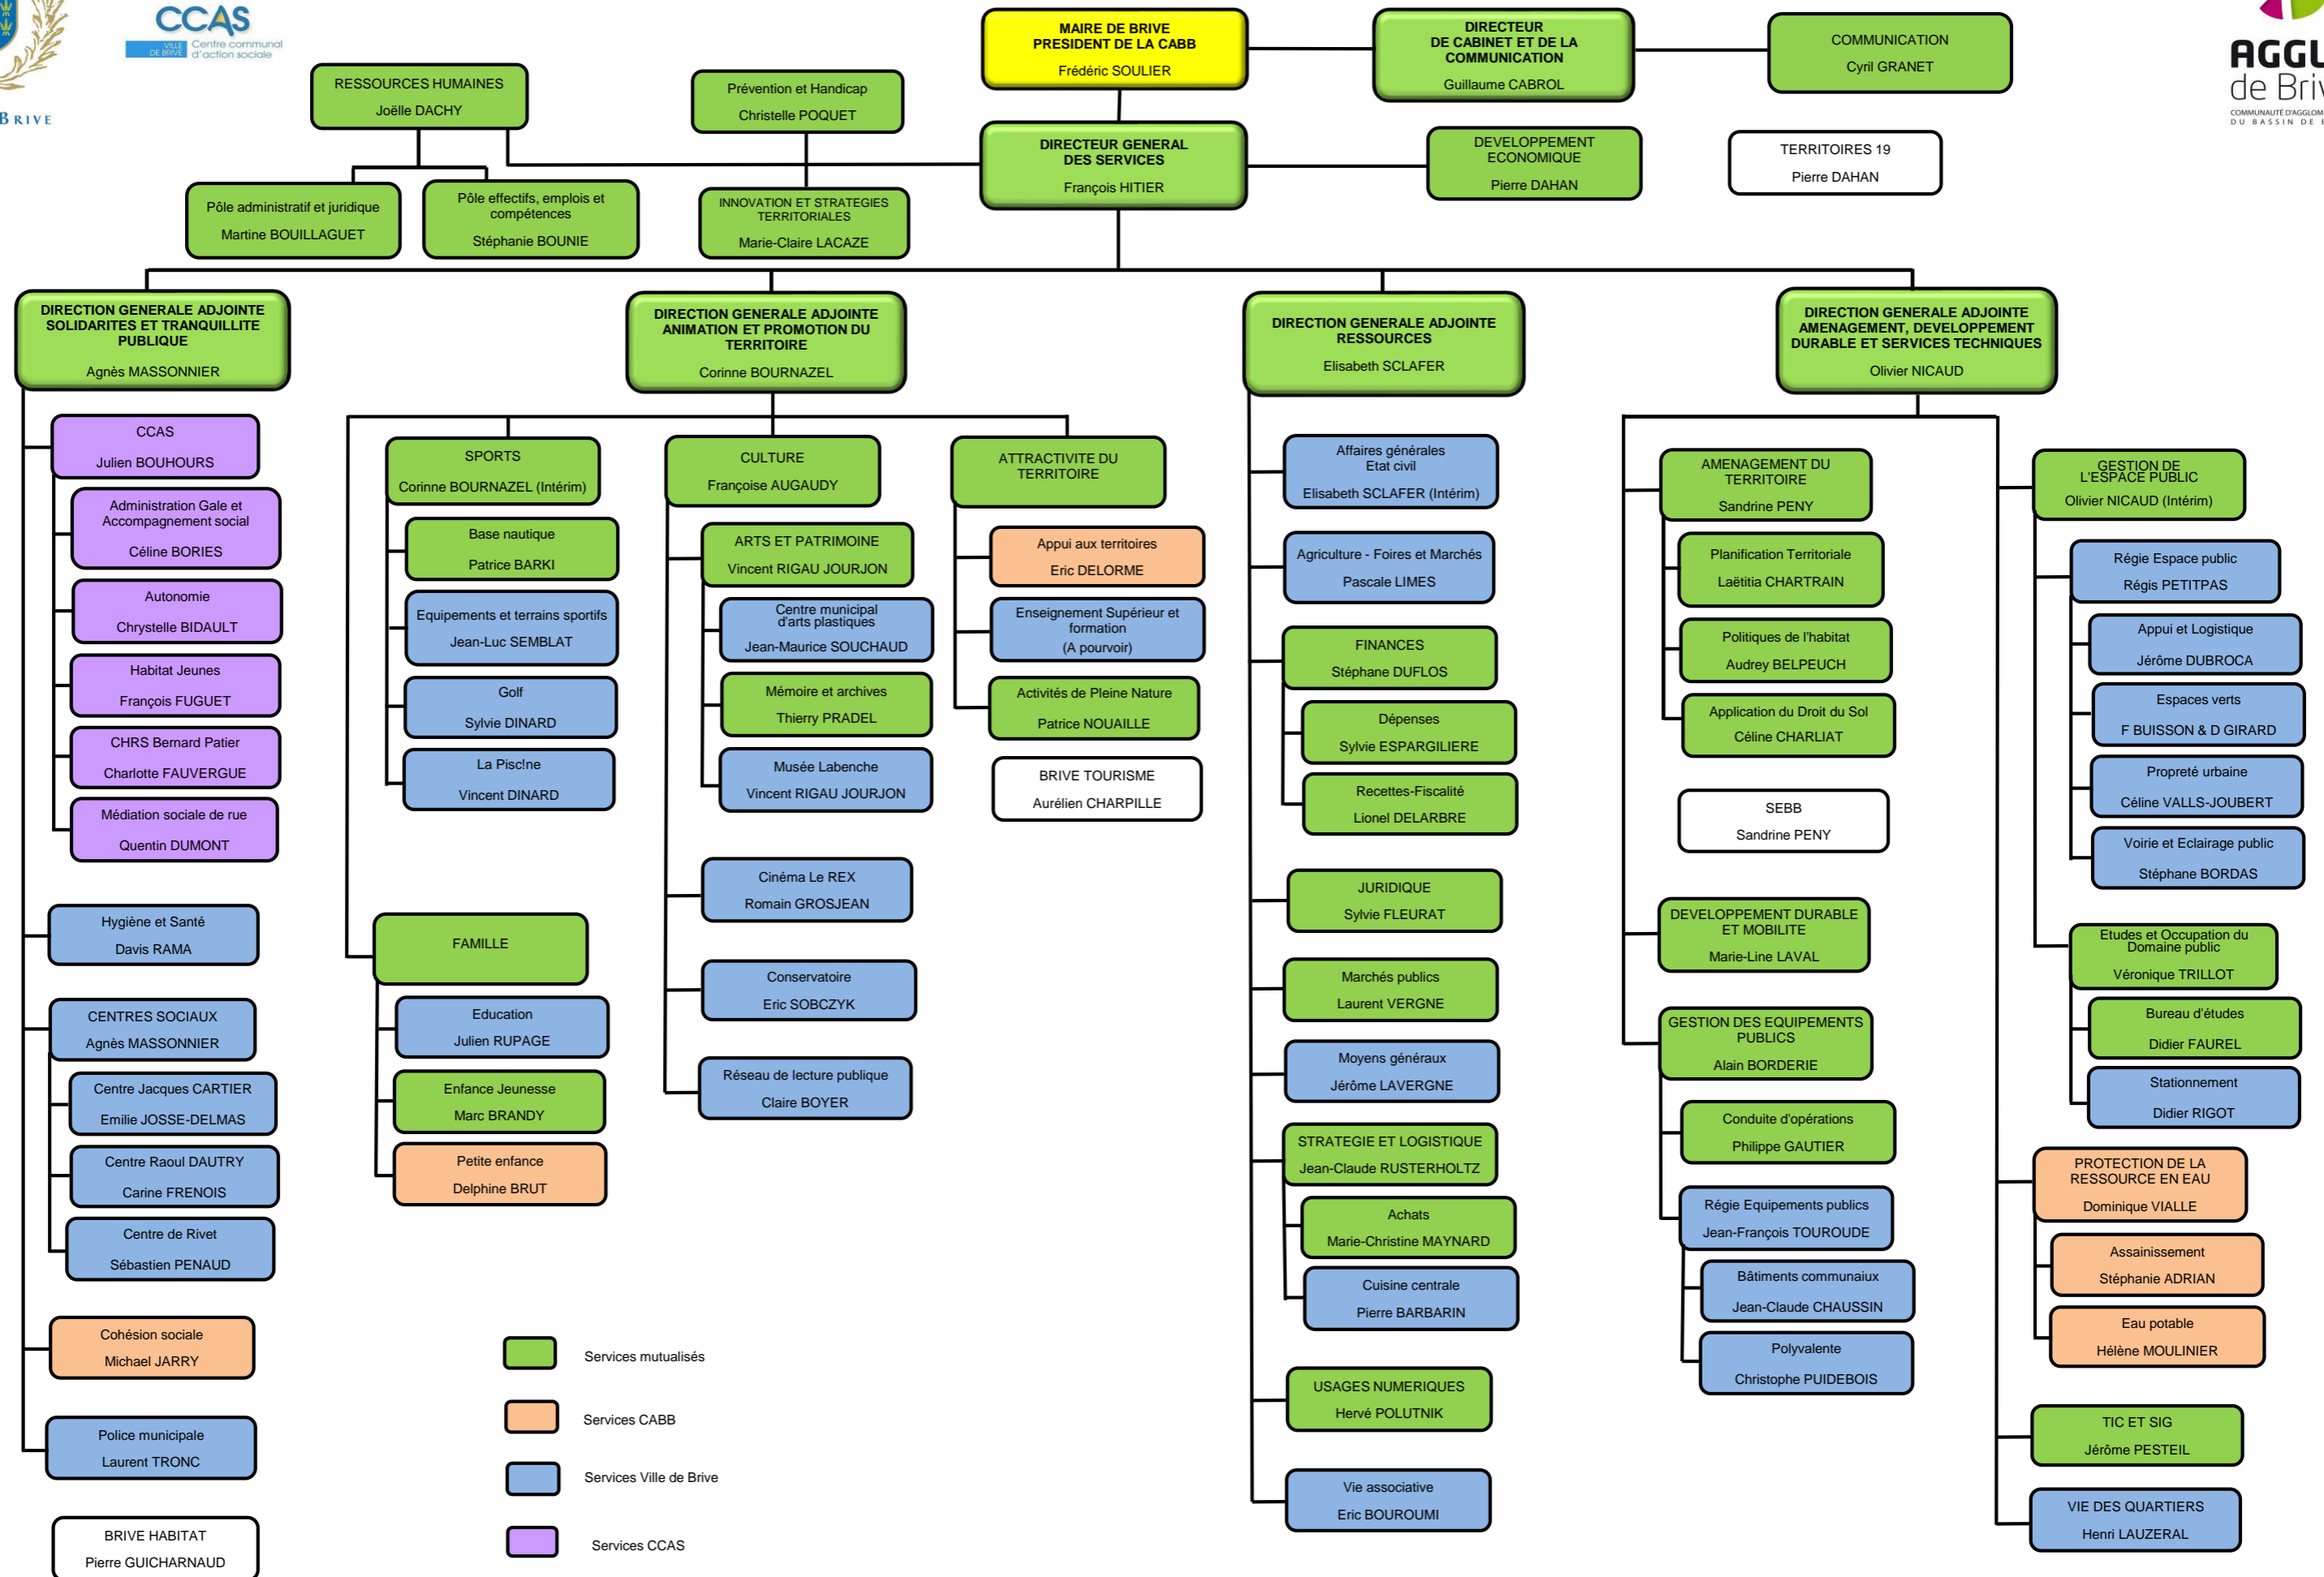 BRIVE
CCAS
VILLE DE BRIVE
Centre communal
d'action sociale
MAIRE DE BRIVE
PRESIDENT DE LA CABB
Frédéric SOULIER
DIRECTEUR
DE CABINET ET DE LA
COMMUNICATION
Guillaume CABROL
COMMUNICATION
Cyril GRANET
de
RESSOURCES HUMAINES
Joëlle DACHY
Prévention et Handicap
Christelle POQUET
DIRECTEUR GENERAL
DES SERVICES
François HITIER
DEVELOPPEMENT
ECONOMIQUE
Pierre DAHAN
TERRITOIRES 19
Pierre DAHAN
Pôle administratif et juridique
Martine BOUILLAGUET
Pôle effectifs, emplois et
compétences
Stéphanie BOUNIE
INNOVATION ET STRATEGIES
TERRITORIALES
Marie-Claire LACAZE
DIRECTION GENERALE ADJOINTE
SOLIDARITES ET TRANQUILLITE
PUBLIQUE
Agnès MASSONNIER
CCAS
Julien BOUHOURS
Administration Gale et
Accompagnement social
Céline BORIES
Autonomie
Chrystelle BIDAULT
Habitat Jeunes
François FUGUET
CHRS Bernard Patier
Charlotte FAUVERGUE
Médiation sociale de rue
Quentin DUMONT
Hygiène et Santé
Davis RAMA
CENTRES SOCIAUX
Agnès MASSONNIER
Centre Jacques CARTIER
Emilie JOSSE-DELMAS
Centre Raoul DAUTRY
Carine FRENOIS
Centre de Rivet
Sébastien PENAUD
Cohésion sociale
Michael JARRY
Police municipale
Laurent TRONC
BRIVE HABITAT
Pierre GUICHARNAUD
DIRECTION GENERALE ADJOINTE
ANIMATION ET PROMOTION DU
TERRITOIRE
Corinne BOURNAZEL
SPORTS
Corinne BOURNAZEL (Intérim)
Base nautique
Patrice BARKI
Equipements et terrains sportifs
Jean-Luc SEMBLAT
Golf
Sylvie DINARD
La Pisc!ne
Vincent DINARD
FAMILLE
Education
Julien RUPAGE
Enfance Jeunesse
Marc BRANDY
Petite enfance
Delphine BRUT
CULTURE
Françoise AUGAUDY
ARTS ET PATRIMOINE
Vincent RIGAU JOURJON
Centre municipal
d'arts plastiques
Jean-Maurice SOUCHAUD
Mémoire et archives
Thierry PRADEL
Musée Labenche
Vincent RIGAU JOURJON
Cinéma Le REX
Romain GROSJEAN
Conservatoire
Eric SOBCZYK
Réseau de lecture publique
Claire BOYER
ATTRACTIVITE DU
TERRITOIRE
Appui aux territoires
Eric DELORME
Enseignement Supérieur et
formation
(A pourvoir)
Activités de Pleine Nature
Patrice NOUAILLE
BRIVE TOURISME
Aurélien CHARPILLE
DIRECTION GENERALE ADJOINTE
RESSOURCES
Elisabeth SCLAFER
Affaires générales
Etat civil
Elisabeth SCLAFER (Intérim)
Agriculture - Foires et Marchés
Pascale LIMES
FINANCES
Stéphane DUFLOS
Dépenses
Sylvie ESPARGILIERE
Recettes-Fiscalité
Lionel DELARBRE
JURIDIQUE
Sylvie FLEURAT
Marchés publics
Laurent VERGNE
Moyens généraux
Jérôme LAVERGNE
STRATEGIE ET LOGISTIQUE
Jean-Claude RUSTERHOLTZ
Achats
Marie-Christine MAYNARD
Cuisine centrale
Pierre BARBARIN
USAGES NUMERIQUES
Hervé POLUTNIK
Vie associative
Eric BOUROUMI
DIRECTION GENERALE ADJOINTE
AMENAGEMENT, DEVELOPPEMENT
DURABLE ET SERVICES TECHNIQUES
Olivier NICAUD
AMENAGEMENT DU
TERRITOIRE
Sandrine PENY
Planification Territoriale
Laëtitia CHARTRAIN
Politiques de l'habitat
Audrey BELPEUCH
Application du Droit du Sol
Céline CHARLIAT
SEBB
Sandrine PENY
DEVELOPPEMENT DURABLE
ET MOBILITE
Marie-Line LAVAL
GESTION DES EQUIPEMENTS
PUBLICS
Alain BORDERIE
Conduite d'opérations
Philippe GAUTIER
Régie Equipements publics
Jean-François TOUROUDE
Bâtiments communaiux
Jean-Claude CHAUSSIN
Polyvalente
Christophe PUIDEBOIS
GESTION DE
L'ESPACE PUBLIC
Olivier NICAUD (Intérim)
Régie Espace public
Régis PETITPAS
Appui et Logistique
Jérôme DUBROCA
Espaces verts
F BUISSON & D GIRARD
Propreté urbaine
Céline VALLS-JOUBERT
Voirie et Eclairage public
Stéphane BORDAS
Etudes et Occupation du
Domaine public
Véronique TRILLOT
Bureau d'études
Didier FAUREL
Stationnement
Didier RIGOT
PROTECTION DE LA
RESSOURCE EN EAU
Dominique VIALLE
Assainissement
Stéphanie ADRIAN
Eau potable
Hélène MOULINIER
TIC ET SIG
Jérôme PESTEIL
VIE DES QUARTIERS
Henri LAUZERAL
Services mutualisés
Services CABB
Services Ville de Brive
Services CCAS